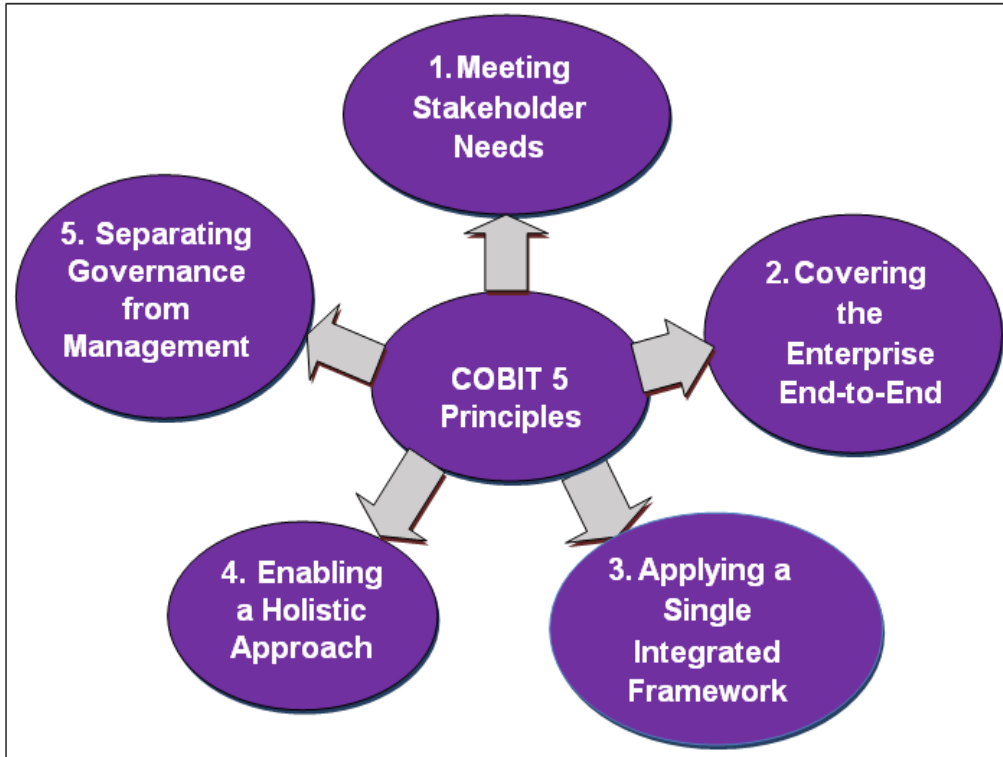 1. Meeting
Stakeholder
Needs
2. Covering
the
Enterprise
End-to-End
3. Applying a
Single
Integrated
Framework
4. Enabling
a Holistic
Approach
5. Separating
Governance
from
Management
COBIT 5
Principles